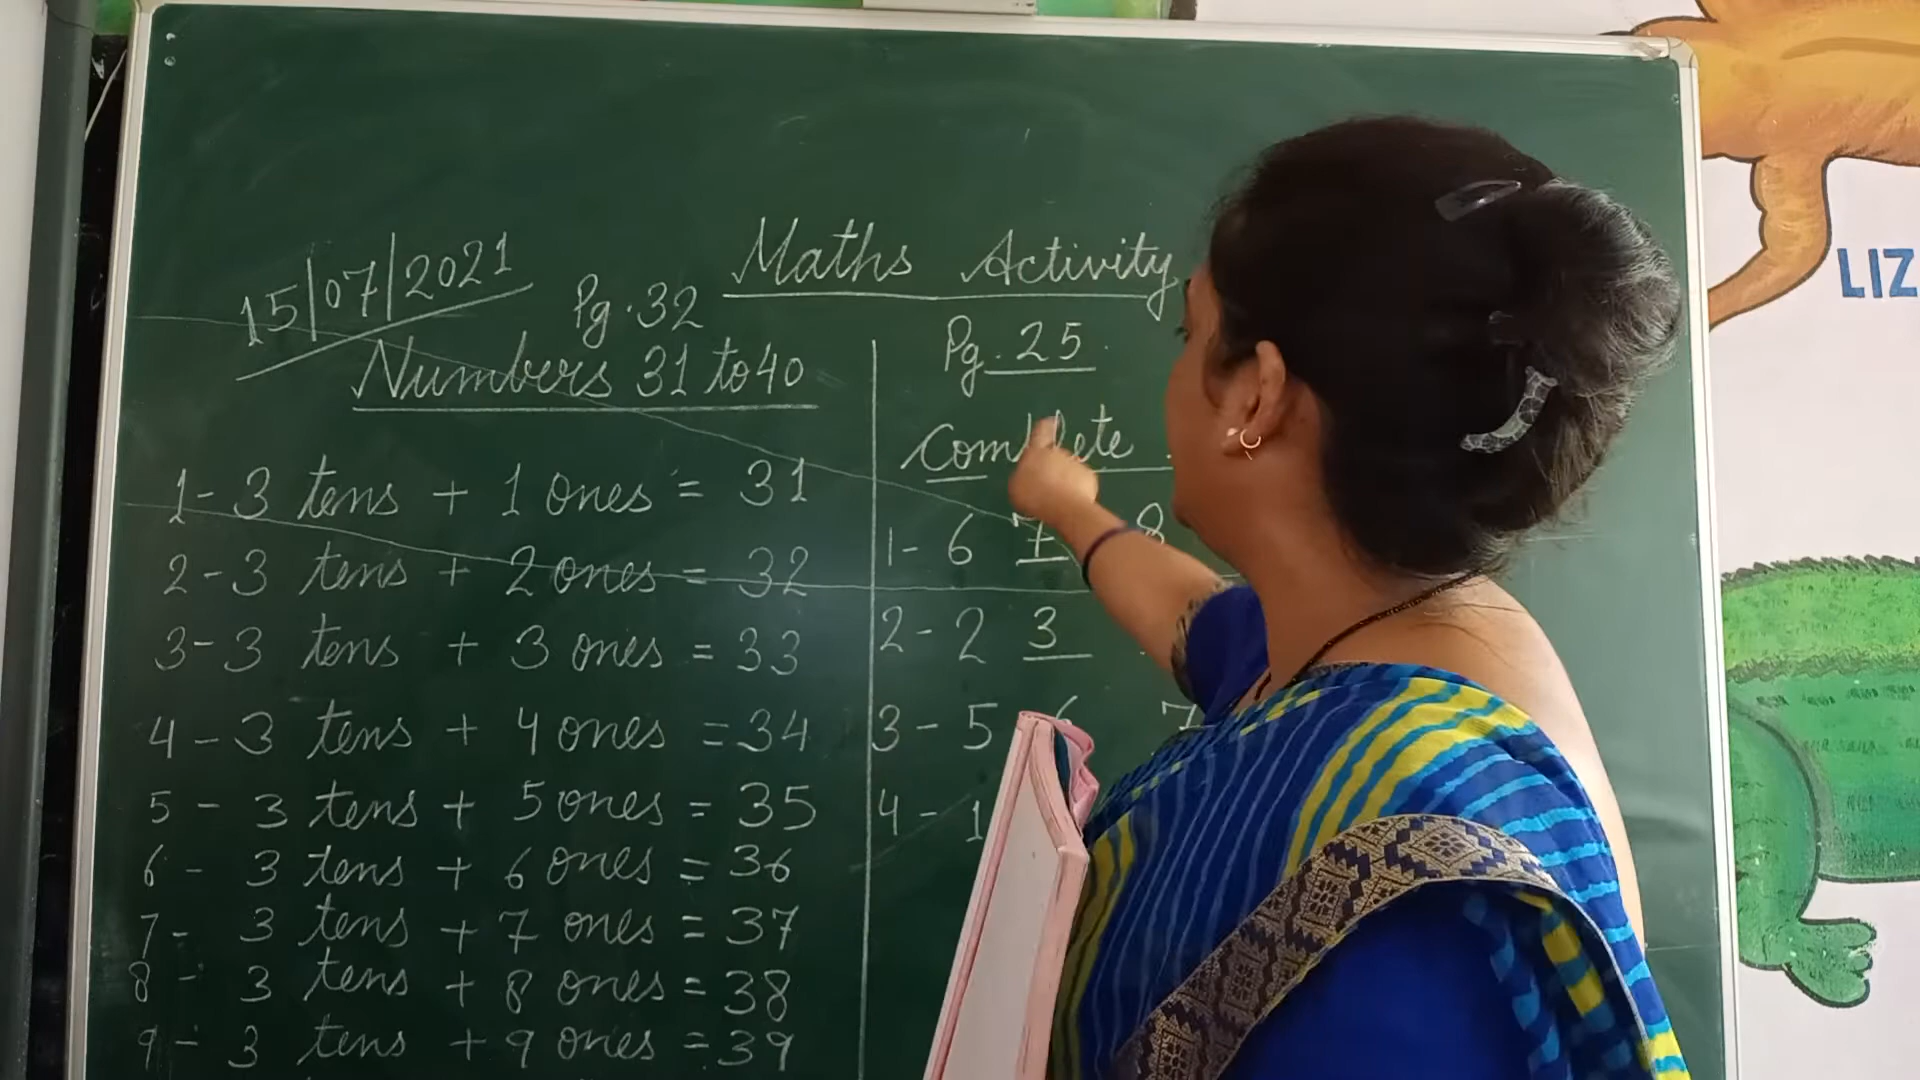 Maths Activity
15/07/2021
Pg. 32
Numbers 31 to 40
1- 3 tens + 1 ones = 31
2- 3 tens + 2 ones = 32
3- 3 tens + 3 ones = 33
4 - 3 tens + 4 ones = 34
5 - 3 tens + 5 ones = 35
6 - 3 tens + 6 ones = 36
7 - 3 tens + 7 ones = 37
8 - 3 tens + 8 ones = 38
9 - 3 tens + 9 ones = 39
Pg. 25
Complete
1- 6 7 8
2- 2 3
3 - 5 6 7
4 - 1
LIZ